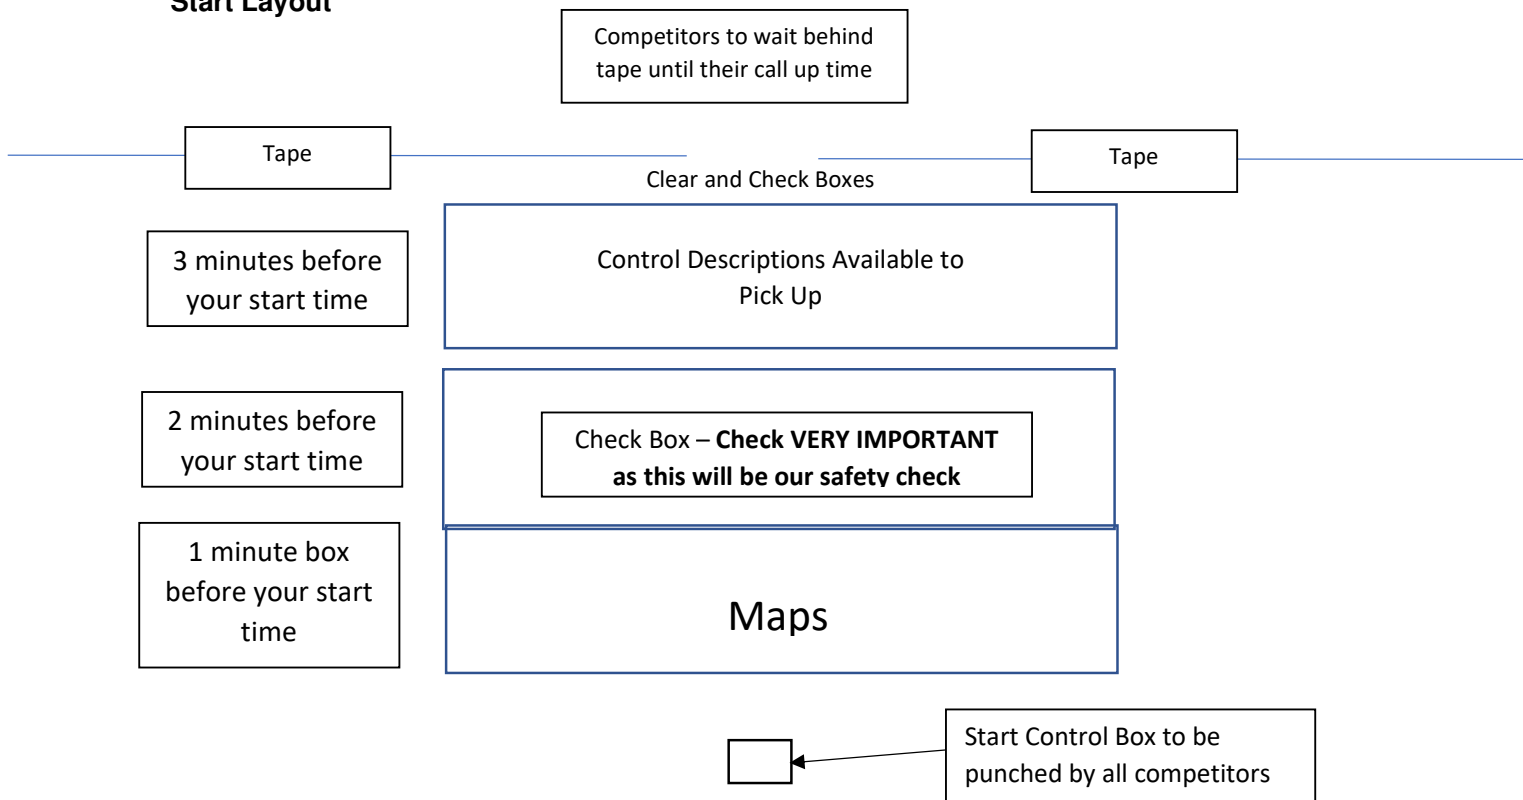 Start Layout
Competitors to wait behind
tape until their call up time
Tape
Tape
Clear and Check Boxes
3 minutes before
your start time
Control Descriptions Available to
Pick Up
2 minutes before
your start time
Check Box – Check VERY IMPORTANT
as this will be our safety check
1 minute box
before your start
time
Maps
Start Control Box to be
punched by all competitors